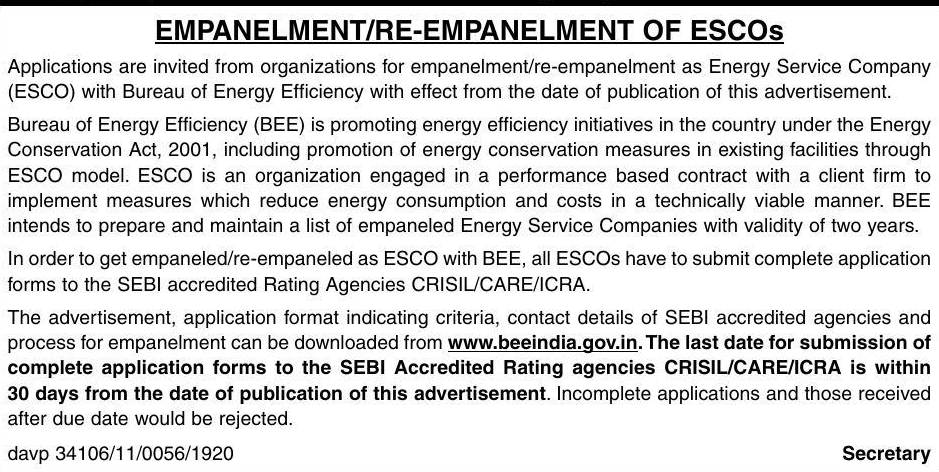 EMPANELMENT/RE-EMPANELMENT OF ESCOs
Applications are invited from organizations for empanelment/re-empanelment as Energy Service Company
(ESCO) with Bureau of Energy Efficiency with effect from the date of publication of this advertisement.
Bureau of Energy Efficiency (BEE) is promoting energy efficiency initiatives in the country under the Energy
Conservation Act, 2001, including promotion of energy conservation measures in existing facilities through
ESCO model. ESCO is an organization engaged in a performance based contract with a client firm to
implement measures which reduce energy consumption and costs in a technically viable manner. BEE
intends to prepare and maintain a list of empaneled Energy Service Companies with validity of two years.
In order to get empaneled/re-empaneled as ESCO with BEE, all ESCOs have to submit complete application
forms to the SEBI accredited Rating Agencies CRISIL/CARE/ICRA.
The advertisement, application format indicating criteria, contact details of SEBI accredited agencies and
process for empanelment can be downloaded from www.beeindia.gov.in. The last date for submission of
complete application forms to the SEBI Accredited Rating agencies CRISIL/CARE/ICRA is within
30 days from the date of publication of this advertisement. Incomplete applications and those received
after due date would be rejected.
davp 34106/11/0056/1920 Secretary